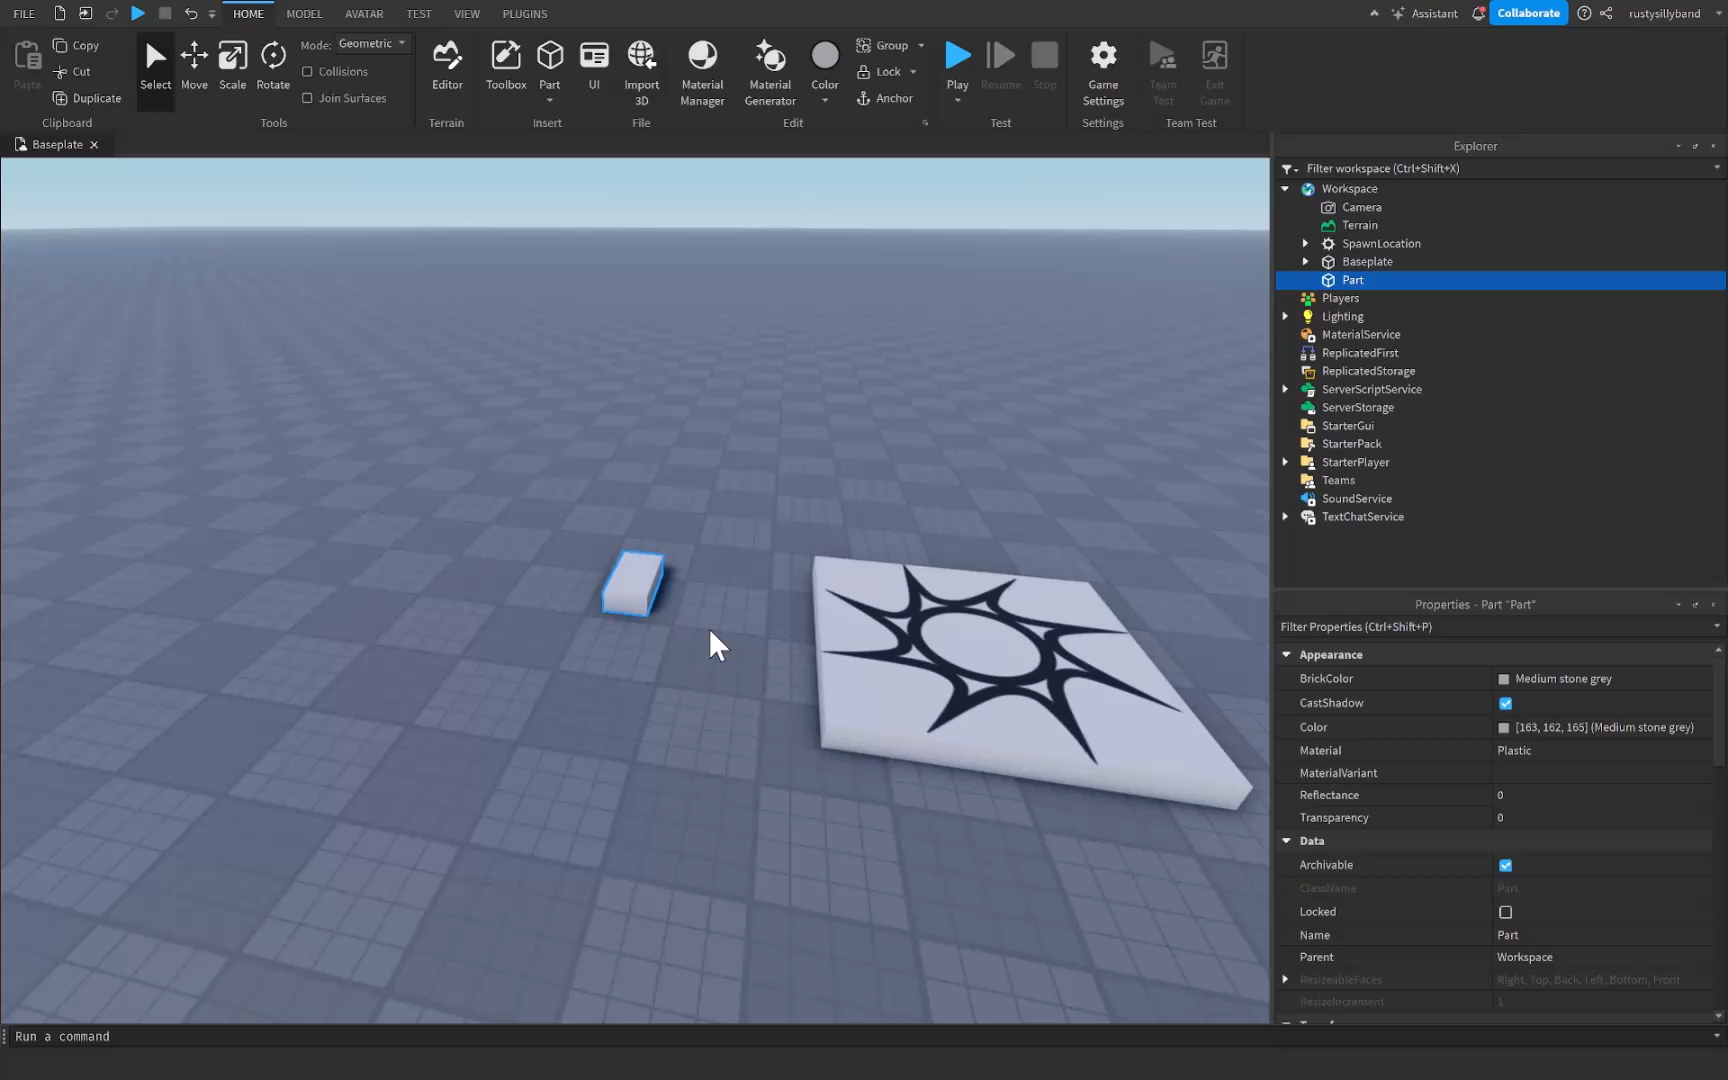 FILE HOME MODEL AVATAR TEST VIEW PLUGINS Assistant Collaborate rustysillyband
Paste Copy Cut Duplicate Clipboard
Select Move Scale Rotate Mode: Geometric Collisions Join Surfaces Tools
Editor Terrain
Toolbox Part UI Insert
Import 3D File
Material Manager Material Generator Color Group Lock Anchor Edit
Play Resume Stop Test
Game Settings Settings
Team Test Exit Game Team Test
Baseplate
Explorer
Filter workspace (Ctrl+Shift+X)
Workspace
Camera
Terrain
SpawnLocation
Baseplate
Part
Players
Lighting
MaterialService
ReplicatedFirst
ReplicatedStorage
ServerScriptService
ServerStorage
StarterGui
StarterPack
StarterPlayer
Teams
SoundService
TextChatService
Properties - Part "Part"
Filter Properties (Ctrl+Shift+P)
Appearance
BrickColor Medium stone grey
CastShadow
Color [163, 162, 165] (Medium stone grey)
Material Plastic
MaterialVariant
Reflectance 0
Transparency 0
Data
Archivable
ClassName Part
Locked
Name Part
Parent Workspace
ResizeableFaces Right, Top, Back, Left, Bottom, Front
ResizeIncrement 1
Run a command